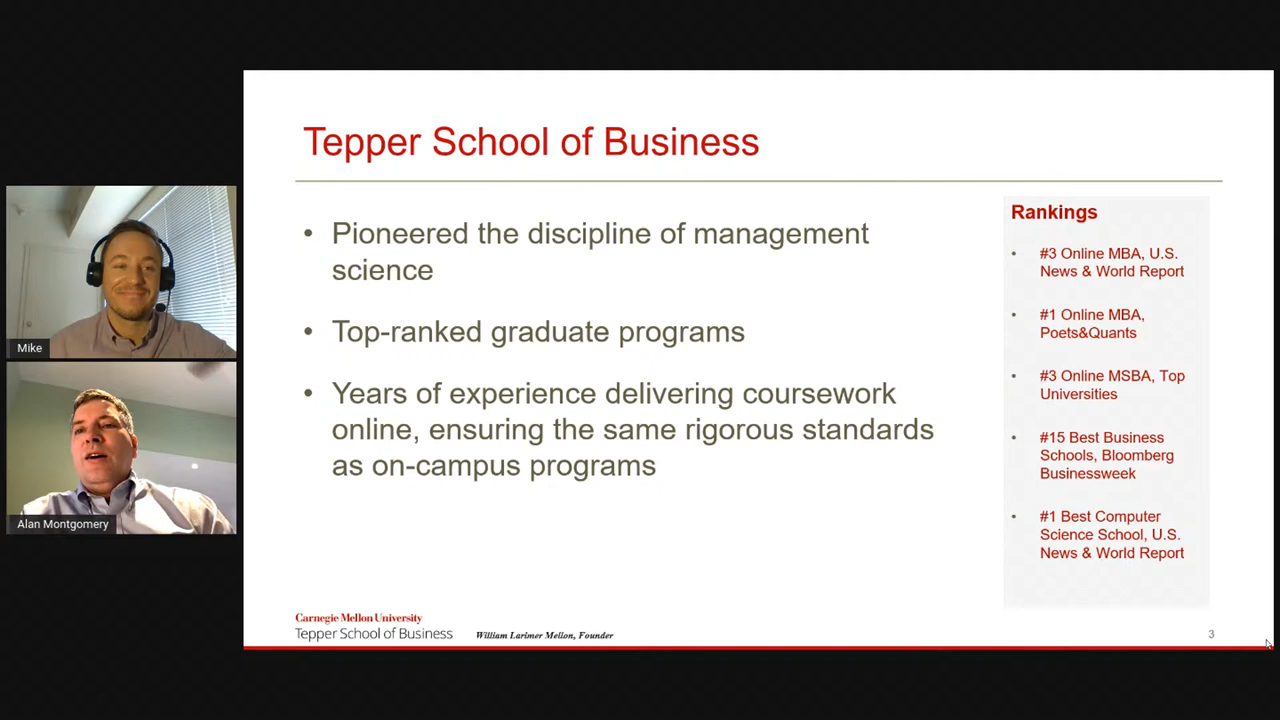 Tepper School of Business
• Pioneered the discipline of management
science
• Top-ranked graduate programs
• Years of experience delivering coursework
online, ensuring the same rigorous standards
as on-campus programs
Rankings
• #3 Online MBA, U.S.
News & World Report
• #1 Online MBA,
Poets&Quants
• #3 Online MSBA, Top
Universities
• #15 Best Business
Schools, Bloomberg
Businessweek
• #1 Best Computer
Science School, U.S.
News & World Report
Mike
Alan Montgomery
Carnegie Mellon University
Tepper School of Business
William Larimer Mellon, Founder
3